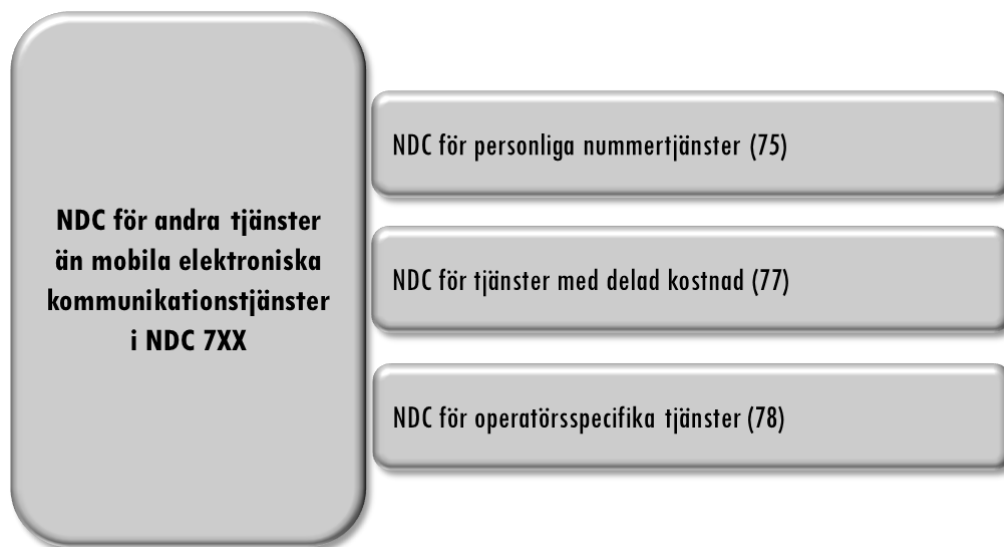 NDC för andra tjänster
än mobila elektroniska
kommunikationstjänster
i NDC 7XX
NDC för personliga nummertjänster (75)
NDC för tjänster med delad kostnad (77)
NDC för operatörsspecifika tjänster (78)